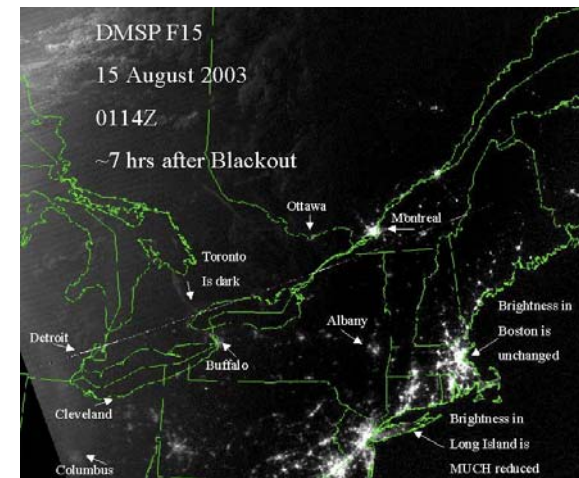 DMSP F15
15 August 2003
0114Z
~7 hrs after Blackout
Ottawa
Montreal
Toronto
Is dark
Detroit
Albany
Brightness in
Boston is
unchanged
Buffalo
Cleveland
Brightness in
Long Island is
MUCH reduced
Columbus